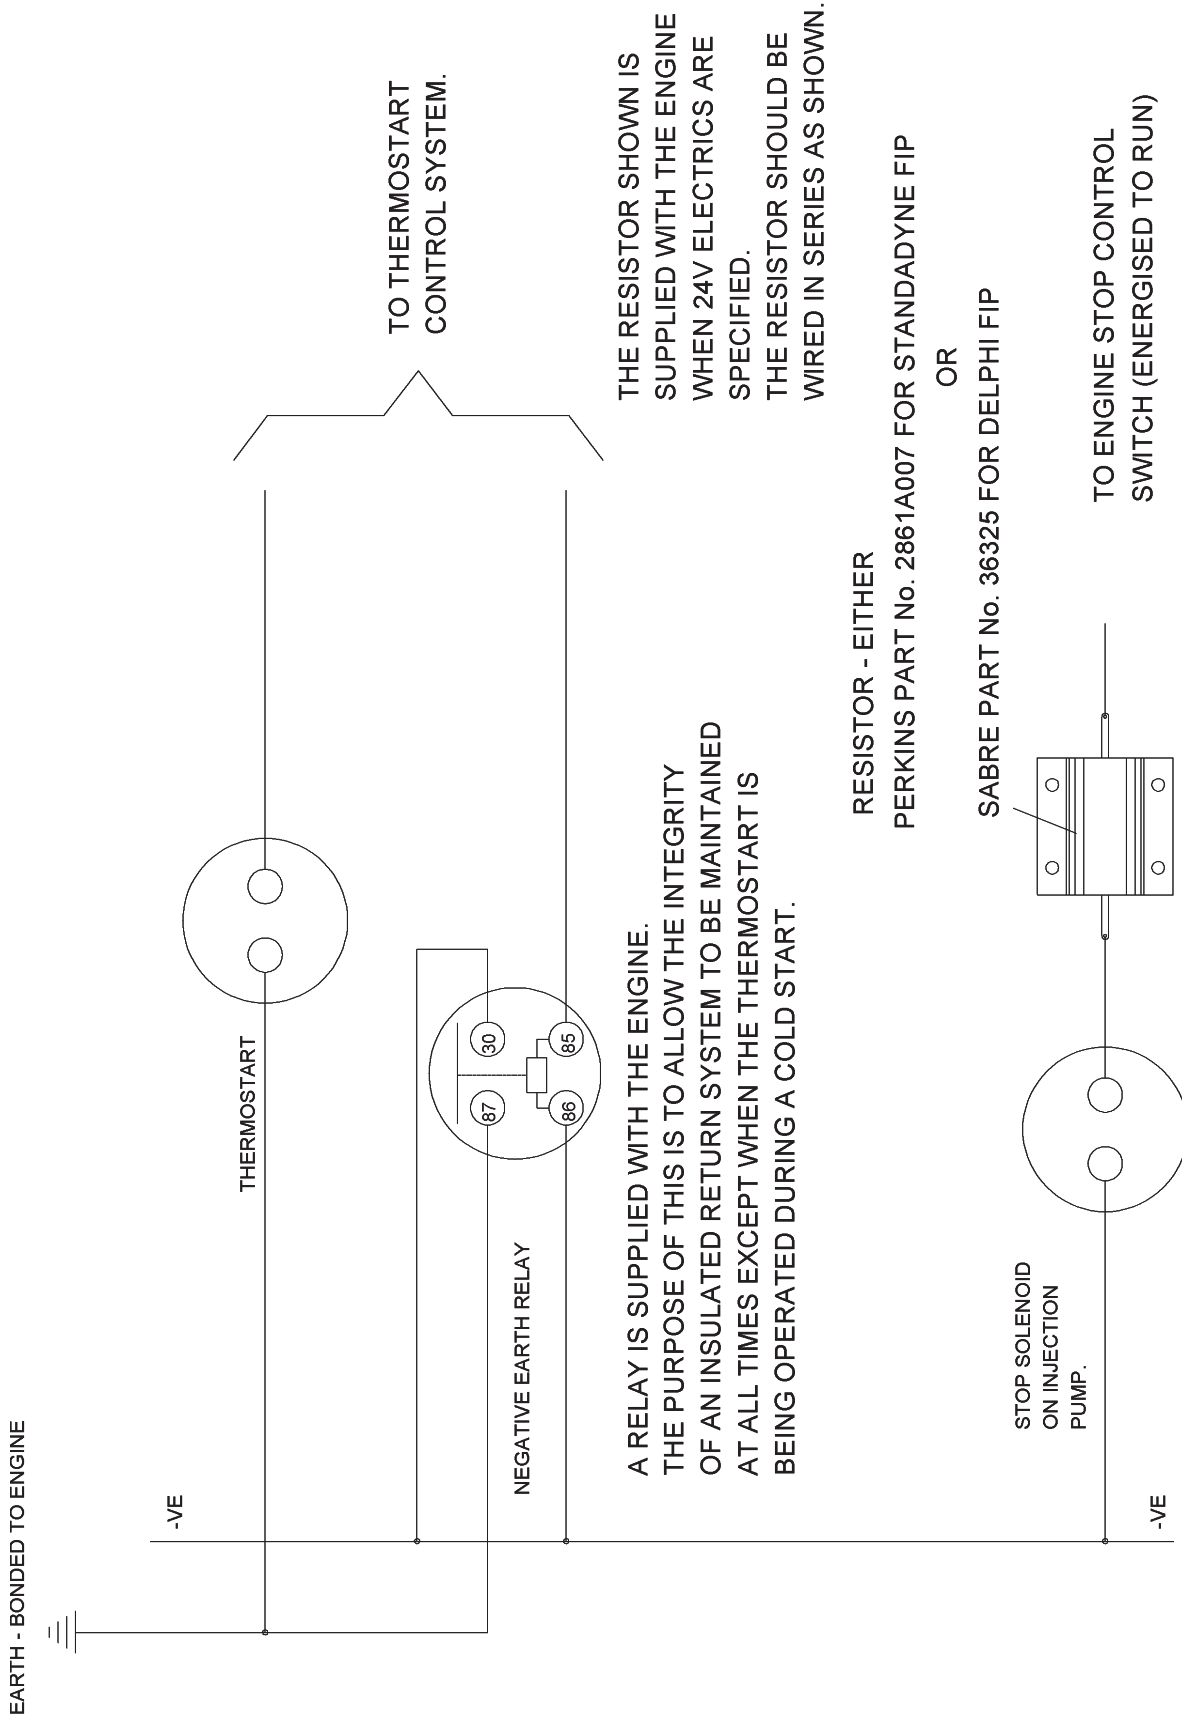 EARTH - BONDED TO ENGINE
-VE
THERMOSTART
TO THERMOSTART
CONTROL SYSTEM.
NEGATIVE EARTH RELAY
87
30
86
85
A RELAY IS SUPPLIED WITH THE ENGINE.
THE PURPOSE OF THIS IS TO ALLOW THE INTEGRITY
OF AN INSULATED RETURN SYSTEM TO BE MAINTAINED
AT ALL TIMES EXCEPT WHEN THE THERMOSTART IS
BEING OPERATED DURING A COLD START.
THE RESISTOR SHOWN IS
SUPPLIED WITH THE ENGINE
WHEN 24V ELECTRICS ARE
SPECIFIED.
THE RESISTOR SHOULD BE
WIRED IN SERIES AS SHOWN.
RESISTOR - EITHER
PERKINS PART No. 2861A007 FOR STANDADYNE FIP
OR
SABRE PART No. 36325 FOR DELPHI FIP
STOP SOLENOID
ON INJECTION
PUMP.
TO ENGINE STOP CONTROL
SWITCH (ENERGISED TO RUN)
-VE